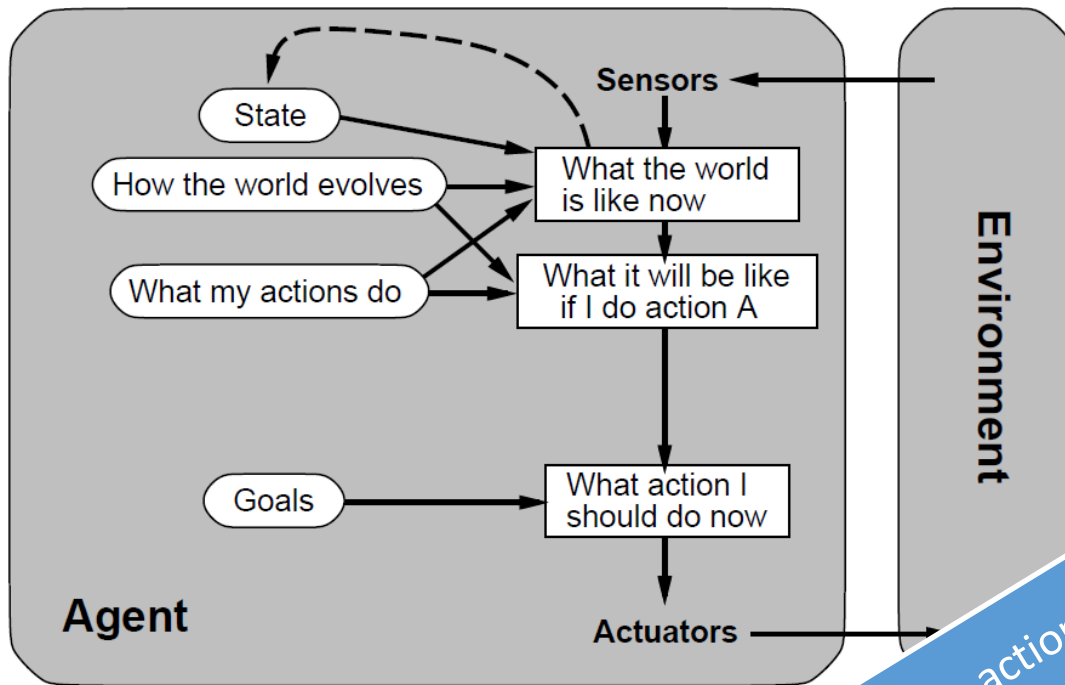 Sensors
State
What the world
is like now
How the world evolves
What it will be like
if I do action A
What my actions do
Environment
Goals
What action I
should do now
Agent
Actuators
action